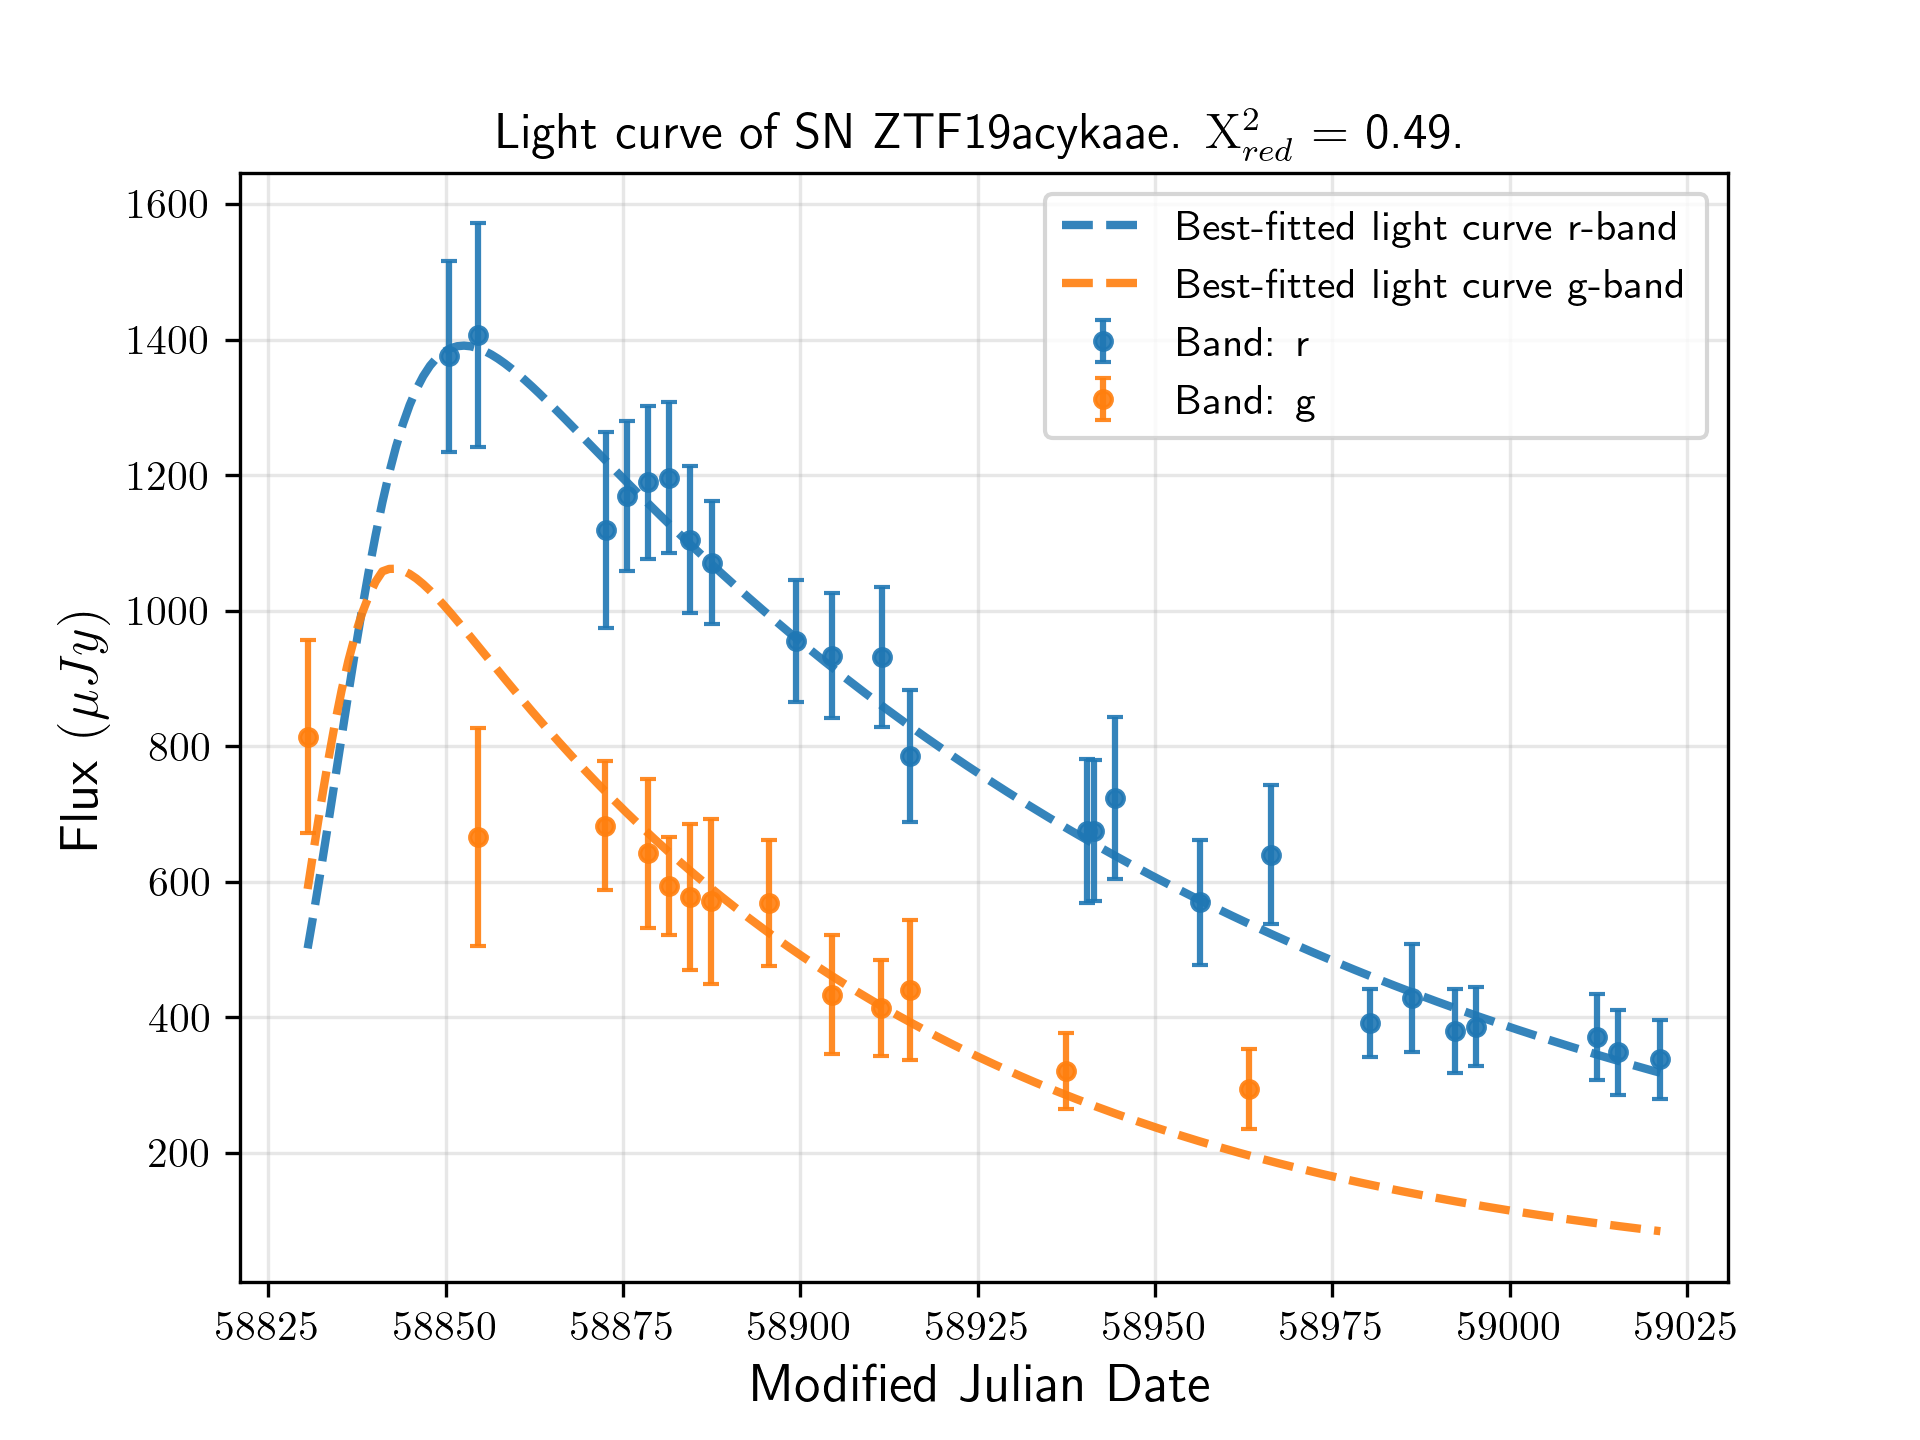 Light curve of SN ZTF19acykaae. X²red = 0.49.
1600
1400
1200
1000
800
600
400
200
Flux (μJy)
Best-fitted light curve r-band
Best-fitted light curve g-band
Band: r
Band: g
58825 58850 58875 58900 58925 58950 58975 59000 59025
Modified Julian Date